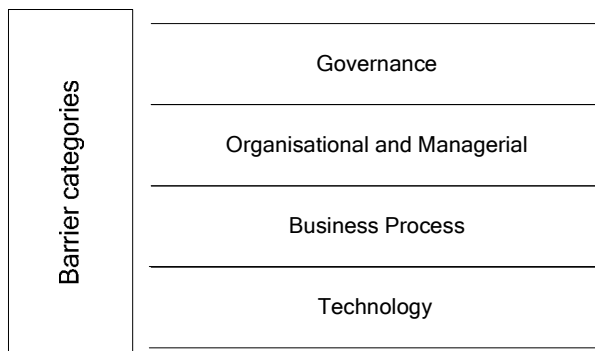 Barrier categories
Governance
Organisational and Managerial
Business Process
Technology